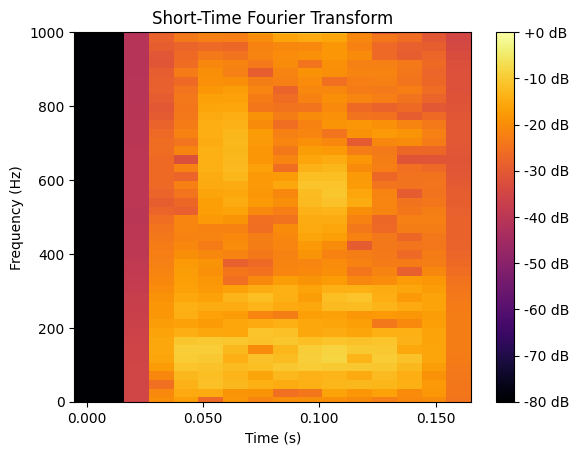 Short-Time Fourier Transform
1000
800
600
400
200
0
Frequency (Hz)
0.000
0.050
0.100
0.150
Time (s)
+0 dB
-10 dB
-20 dB
-30 dB
-40 dB
-50 dB
-60 dB
-70 dB
-80 dB